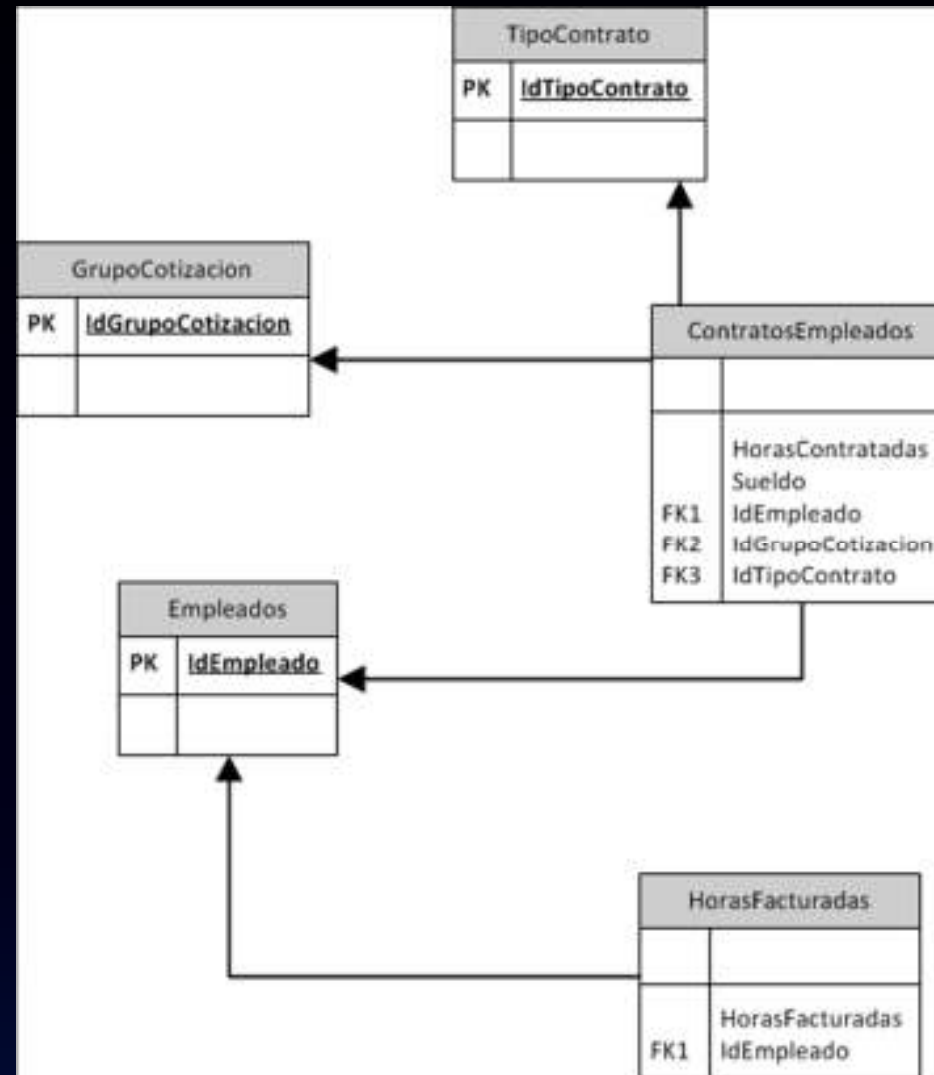 TipoContrato
PK IdTipoContrato
GrupoCotizacion
PK IdGrupoCotizacion
ContratosEmpleados
HorasContratadas
Sueldo
FK1 IdEmpleado
FK2 IdGrupoCotizacion
FK3 IdTipoContrato
Empleados
PK IdEmpleado
HorasFacturadas
HorasFacturadas
FK1 IdEmpleado